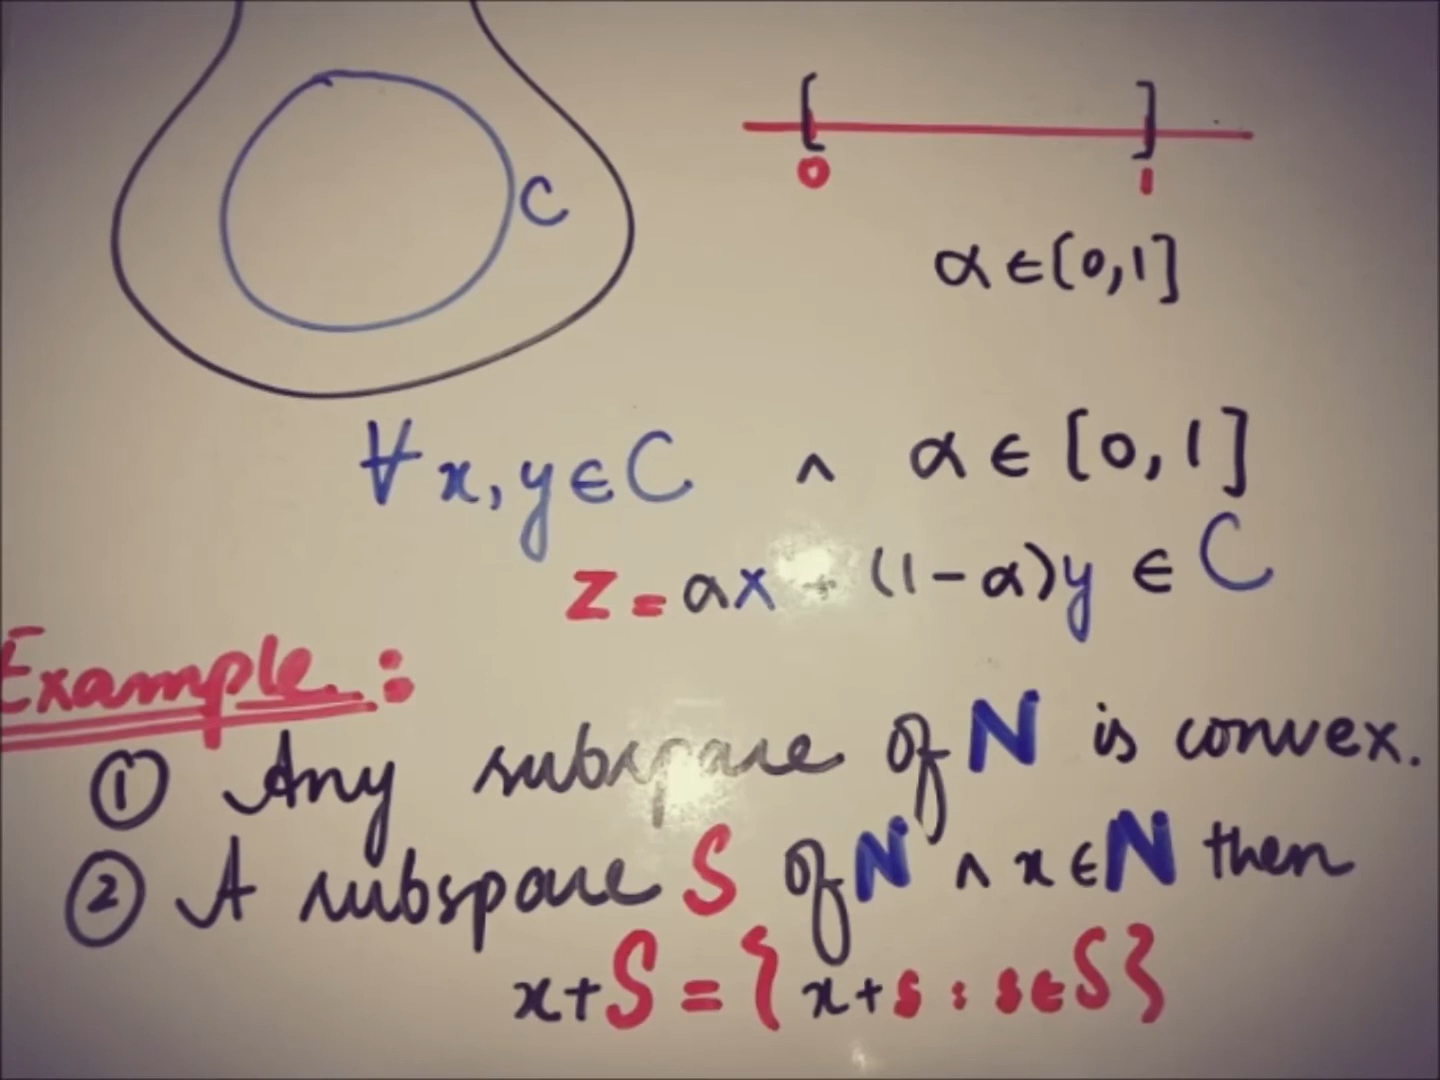 C
[ ]
0 1
α ∈ [0,1]
∀ x, y ∈ C ∧ α ∈ [0,1]
z = αx + (1-α)y ∈ C
Example :
① Any subspace of N is convex.
② A subspace S of N ∧ x ∈ N then
x+S = { x+s : s ∈ S }